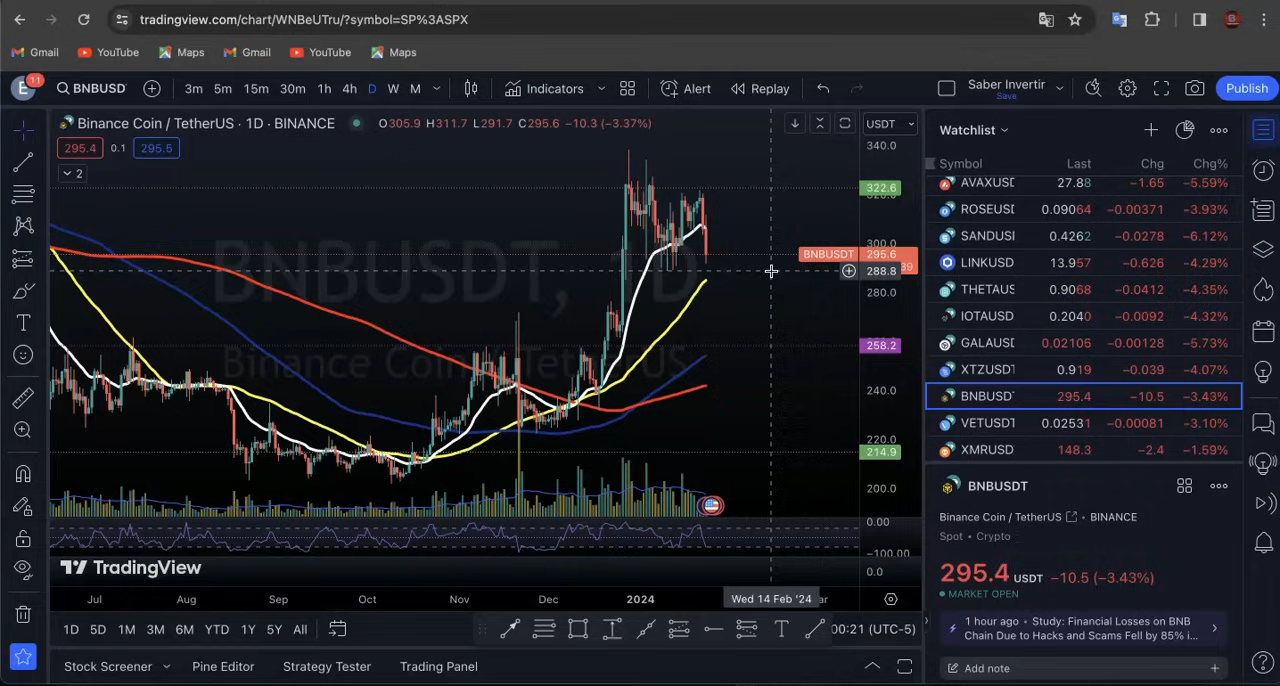 tradingview.com/chart/WNBeUTru/?symbol=SP%3ASPX
Gmail YouTube Maps Gmail YouTube Maps
E 11 BNBUSD 3m 5m 15m 30m 1h 4h D W M Indicators Alert Replay Saber Invertir Save Publish
Binance Coin / TetherUS · 1D · BINANCE O305.9 H311.7 L291.7 C295.6 −10.3 (−3.37%) USDT
295.4 0.1 295.5
2
BNBUSDT, 1D
Binance Coin / TetherUS
340.0
322.6
300.0
BNBUSDT 295.6
288.8
280.0
258.2
240.0
220.0
214.9
200.0
0.00
−100.00
0.0
TradingView
Jul Aug Sep Oct Nov Dec 2024 Wed 14 Feb '24
1D 5D 1M 3M 6M YTD 1Y 5Y All 00:21 (UTC-5)
Stock Screener Pine Editor Strategy Tester Trading Panel
Watchlist
Symbol Last Chg Chg%
AVAXUSD 27.88 −1.65 −5.59%
ROSEUSD 0.09064 −0.00371 −3.93%
SANDUSD 0.4262 −0.0278 −6.12%
LINKUSD 13.957 −0.626 −4.29%
THETAUS 0.9068 −0.0412 −4.35%
IOTAUSD 0.2040 −0.0092 −4.32%
GALAUSD 0.02105 −0.00128 −5.73%
XTZUSDT 0.919 −0.039 −4.07%
BNBUSD 295.4 −10.5 −3.43%
VETUSDT 0.02531 −0.00081 −3.10%
XMRUSD 148.3 −2.4 −1.59%
BNBUSDT
Binance Coin / TetherUS • BINANCE
Spot • Crypto
295.4 USDT −10.5 (−3.43%)
MARKET OPEN
1 hour ago • Study: Financial Losses on BNB
Chain Due to Hacks and Scams Fell by 85% i...
Add note